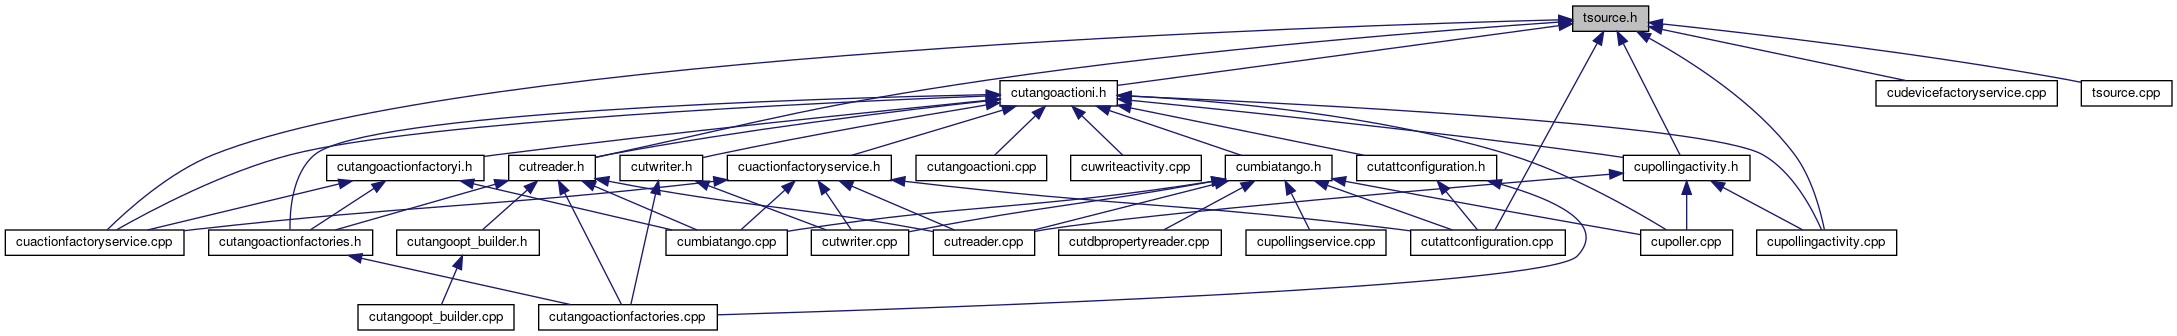 tsource.h
cutangoactioni.h
cudevicefactoryservice.cpp
tsource.cpp
cutangoactionfactoryi.h
cutreader.h
cutwriter.h
cuactionfactoryservice.h
cutangoactioni.cpp
cuwriteactivity.cpp
cumbiatango.h
cutattconfiguration.h
cupollingactivity.h
cuactionfactoryservice.cpp
cutangoactionfactories.h
cutangoopt_builder.h
cumbiatango.cpp
cutwriter.cpp
cutreader.cpp
cutdbpropertyreader.cpp
cupollingservice.cpp
cutattconfiguration.cpp
cupoller.cpp
cupollingactivity.cpp
cutangoopt_builder.cpp
cutangoactionfactories.cpp